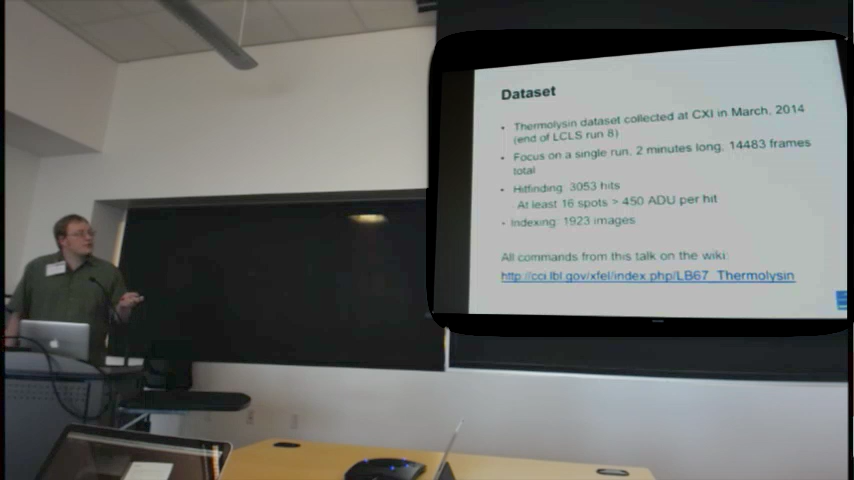 Dataset
• Thermolysin dataset collected at CXI in March, 2014
(end of LCLS run 8)
• Focus on a single run, 2 minutes long, 14483 frames
total
• Hitfinding: 3053 hits
At least 16 spots > 450 ADU per hit
• Indexing: 1923 images
All commands from this talk on the wiki:
http://cci.lbl.gov/xfel/index.php/LB67_Thermolysin